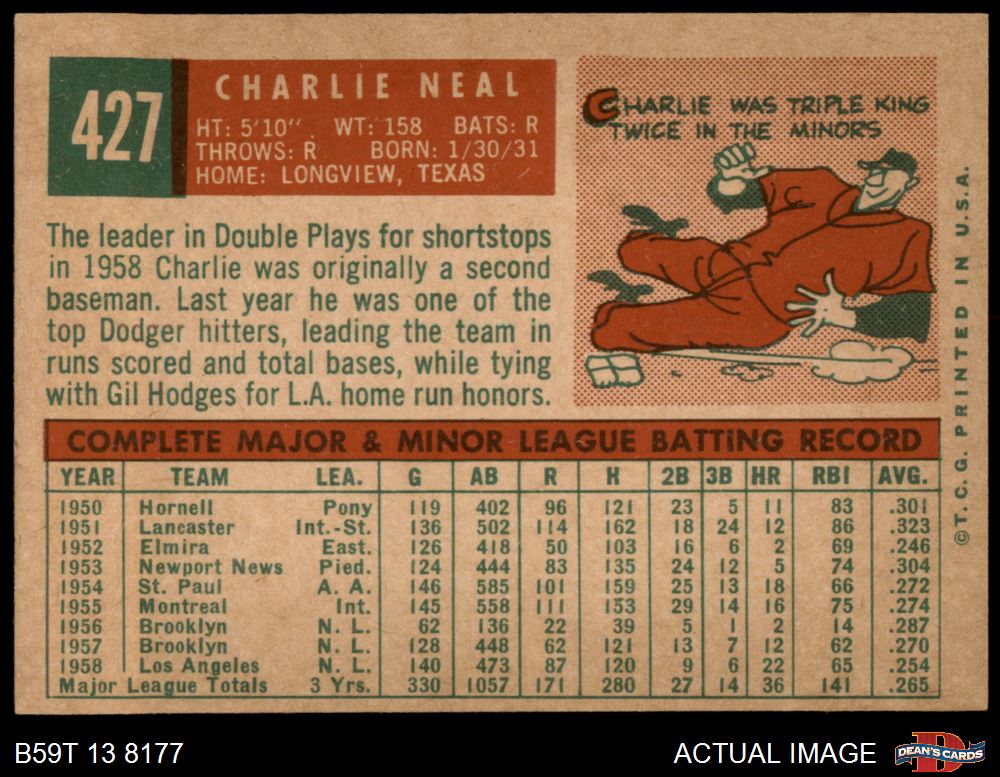 427
CHARLIE NEAL
HT: 5'10" WT: 158 BATS: R
THROWS: R BORN: 1/30/31
HOME: LONGVIEW, TEXAS
CHARLIE WAS TRIPLE KING
TWICE IN THE MINORS
The leader in Double Plays for shortstops
in 1958 Charlie was originally a second
baseman. Last year he was one of the
top Dodger hitters, leading the team in
runs scored and total bases, while tying
with Gil Hodges for L.A. home run honors.
©T. C. G. PRINTED IN U.S.A.
COMPLETE MAJOR & MINOR LEAGUE BATTING RECORD
YEAR TEAM LEA. G AB R H 2B 3B HR RBI AVG.
1950 Hornell Pony 119 402 96 121 23 5 11 83 .301
1951 Lancaster Int.-St. 136 502 114 162 18 24 12 86 .323
1952 Elmira East. 126 418 50 103 16 6 2 69 .246
1953 Newport News Pied. 124 444 83 135 24 12 5 74 .304
1954 St. Paul A. A. 146 585 101 159 25 13 18 66 .272
1955 Montreal Int. 145 558 111 153 29 14 16 75 .274
1956 Brooklyn N. L. 62 136 22 39 5 1 2 14 .287
1957 Brooklyn N. L. 128 448 62 121 13 7 12 62 .270
1958 Los Angeles N. L. 140 473 87 120 9 6 22 65 .254
Major League Totals 3 Yrs. 330 1057 171 280 27 14 36 141 .265
B59T 13 8177
ACTUAL IMAGE
DEAN'S CARDS